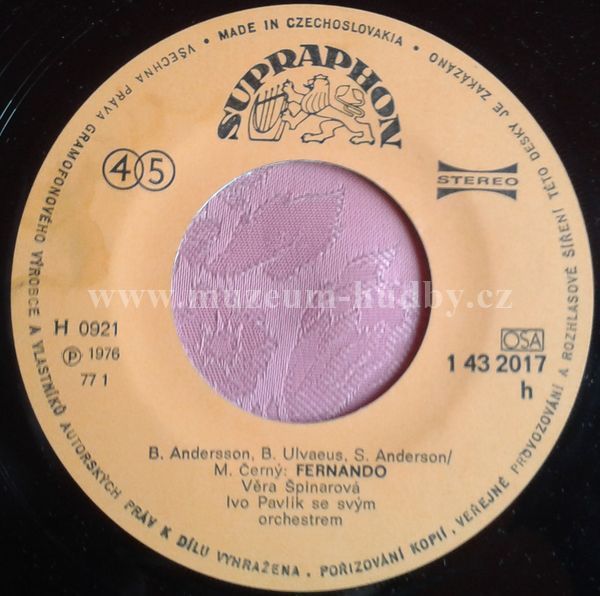 VŠECHNA PRÁVA GRAMOFONOVÉHO VÝROBCE A VLASTNÍKŮ AUTORSKÝCH PRÁV K DÍLU VYHRAŽENA. POŘIZOVÁNÍ KOPIÍ, VEŘEJNÉ PROVOZOVÁNÍ A ROZHLASOVÉ ŠÍŘENÍ TÉTO DESKY JE ZAKÁZÁNO
• MADE IN CZECHOSLOVAKIA •
SUPRAPHON
45
STEREO
www.muzeum-hudby.cz
H 0921
OSA
℗ 1976
1 43 2017
77 1
h
B. Andersson, B. Ulvaeus, S. Anderson/
M. Černý: FERNANDO
Věra Špinarová
Ivo Pavlík se svým
orchestrem